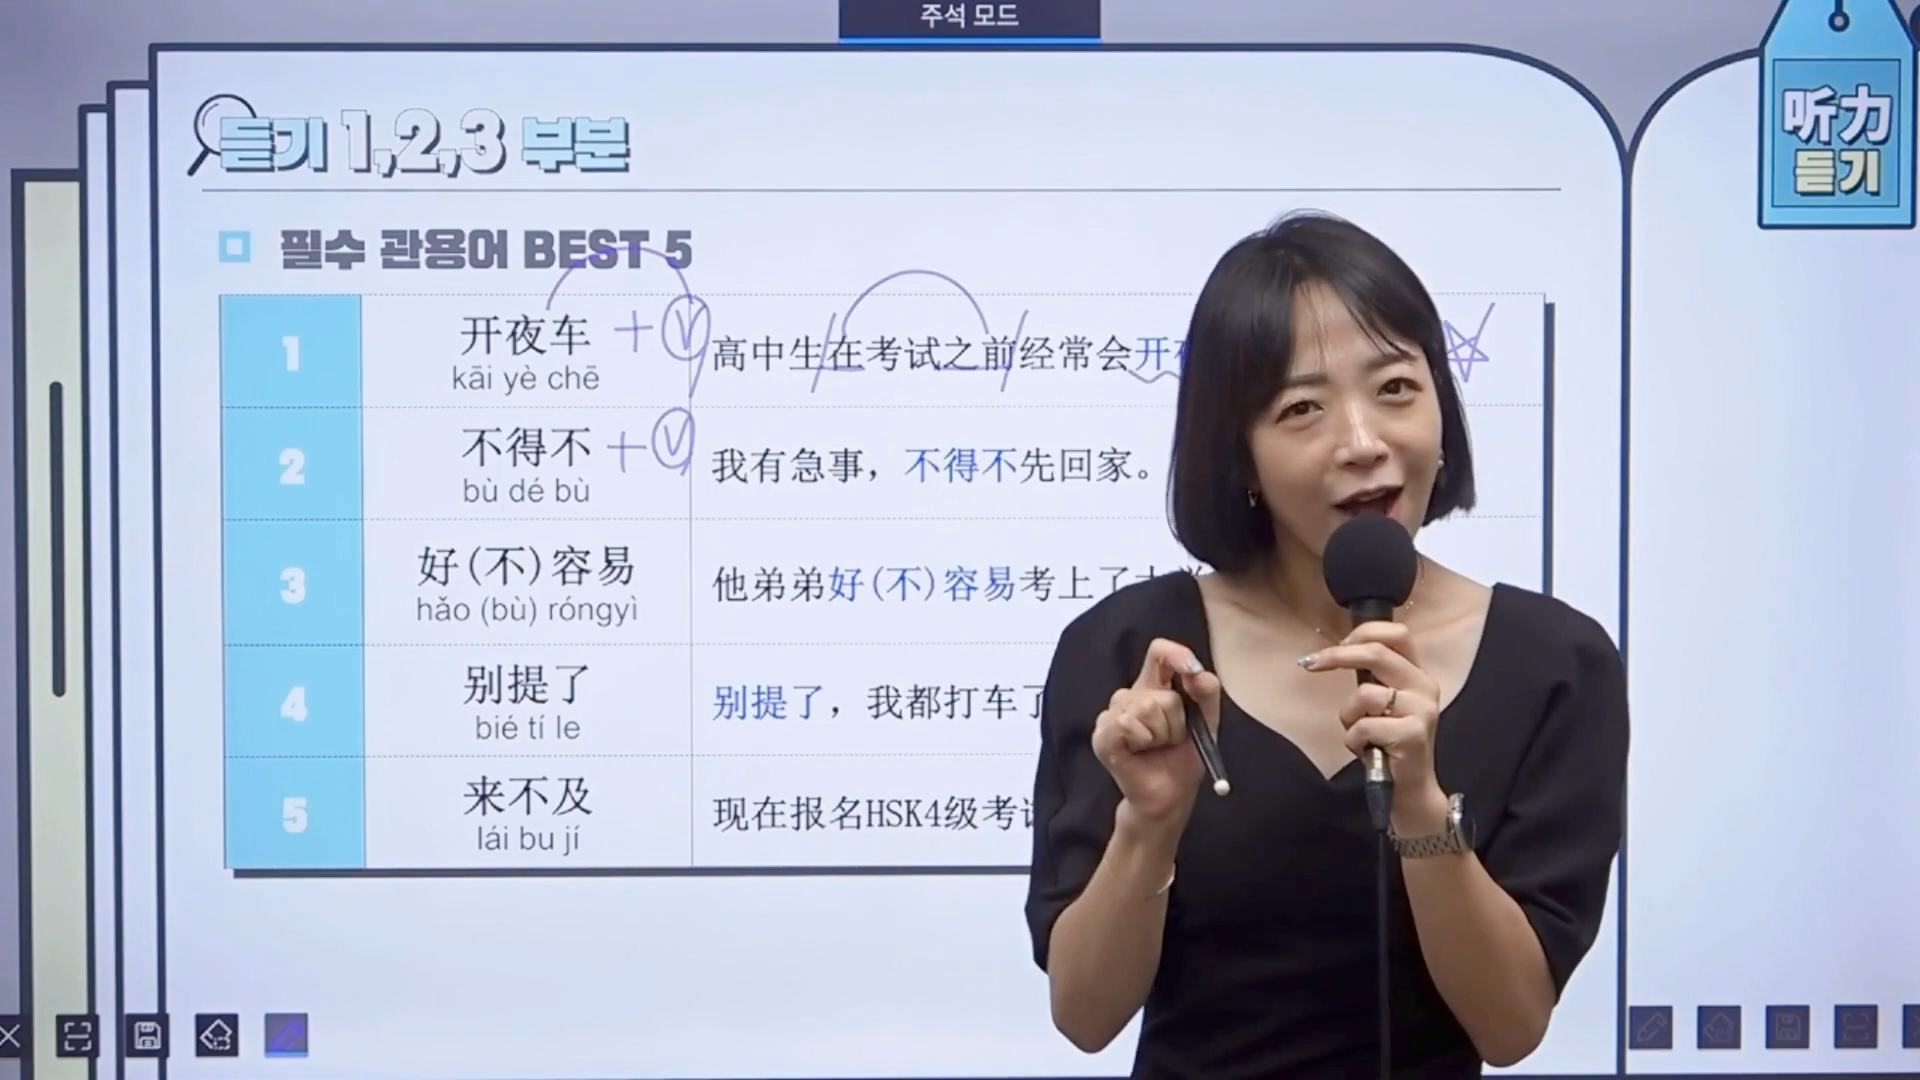 주석 모드
听力
듣기
듣기 1,2,3 부분
필수 관용어 BEST 5
1
开夜车 + V
kāi yè chē
高中生在考试之前经常会开
2
不得不 + V
bù dé bù
我有急事，不得不先回家。
3
好(不)容易
hǎo (bù) róngyì
他弟弟好(不)容易考上了
4
别提了
bié tí le
别提了，我都打车了
5
来不及
lái bu jí
现在报名HSK4级考